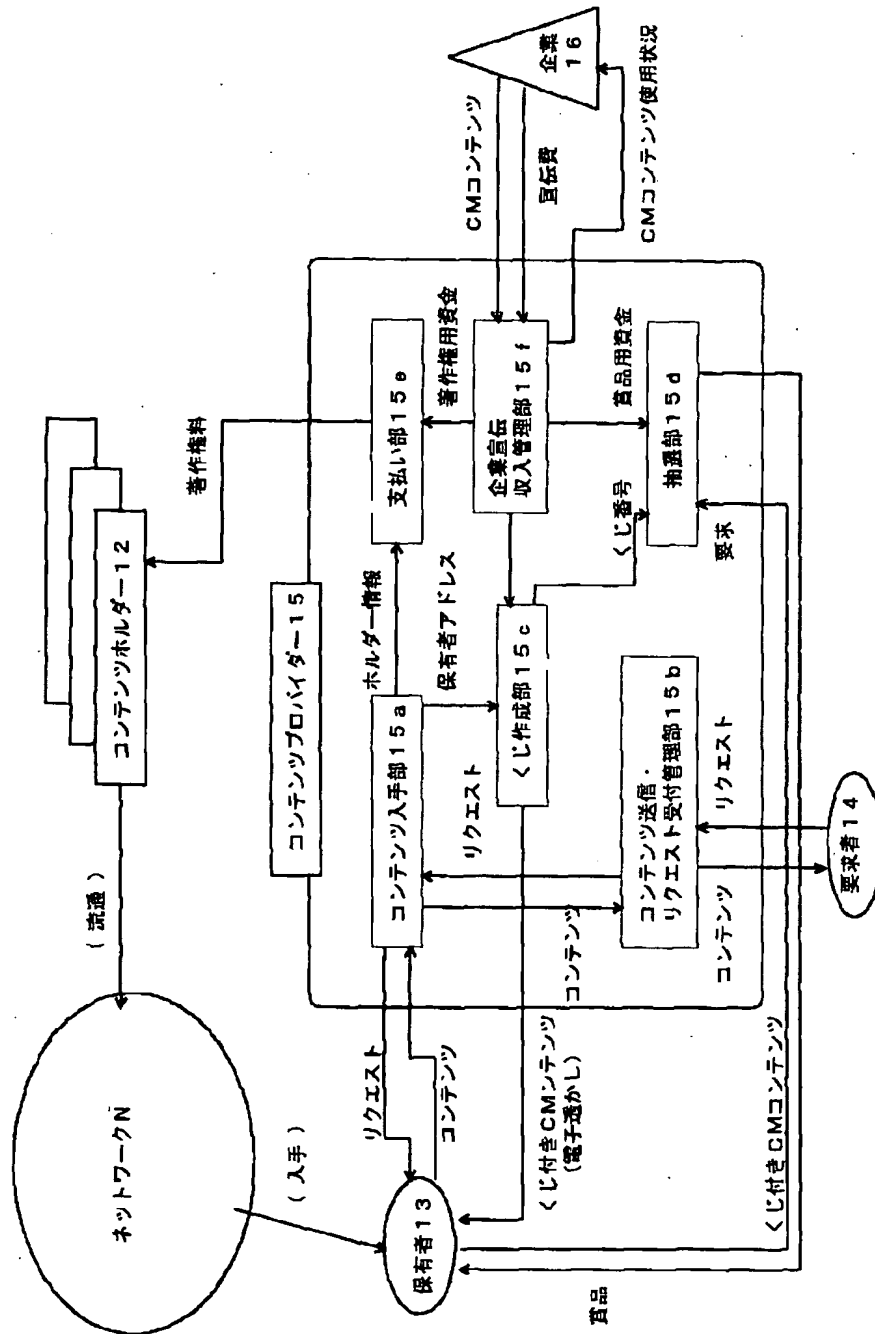 ネットワークN
(流通)
コンテンツホルダー12
著作権料
(入手)
コンテンツプロバイダー15
保有者13
リクエスト
コンテンツ
コンテンツ入手部15a
ホルダー情報
支払い部15e
保有者アドレス
著作権用資金
リクエスト
コンテンツ
くじ作成部15c
企業宣伝
収入管理部15f
CMコンテンツ
宣伝費
企業
16
CMコンテンツ使用状況
くじ付きCMンテンツ
(電子透かし)
くじ番号
賞品用資金
コンテンツ送信・
リクエスト受付管理部15b
抽選部15d
要求
コンテンツ
リクエスト
要求者14
くじ付きCMコンテンツ
賞品